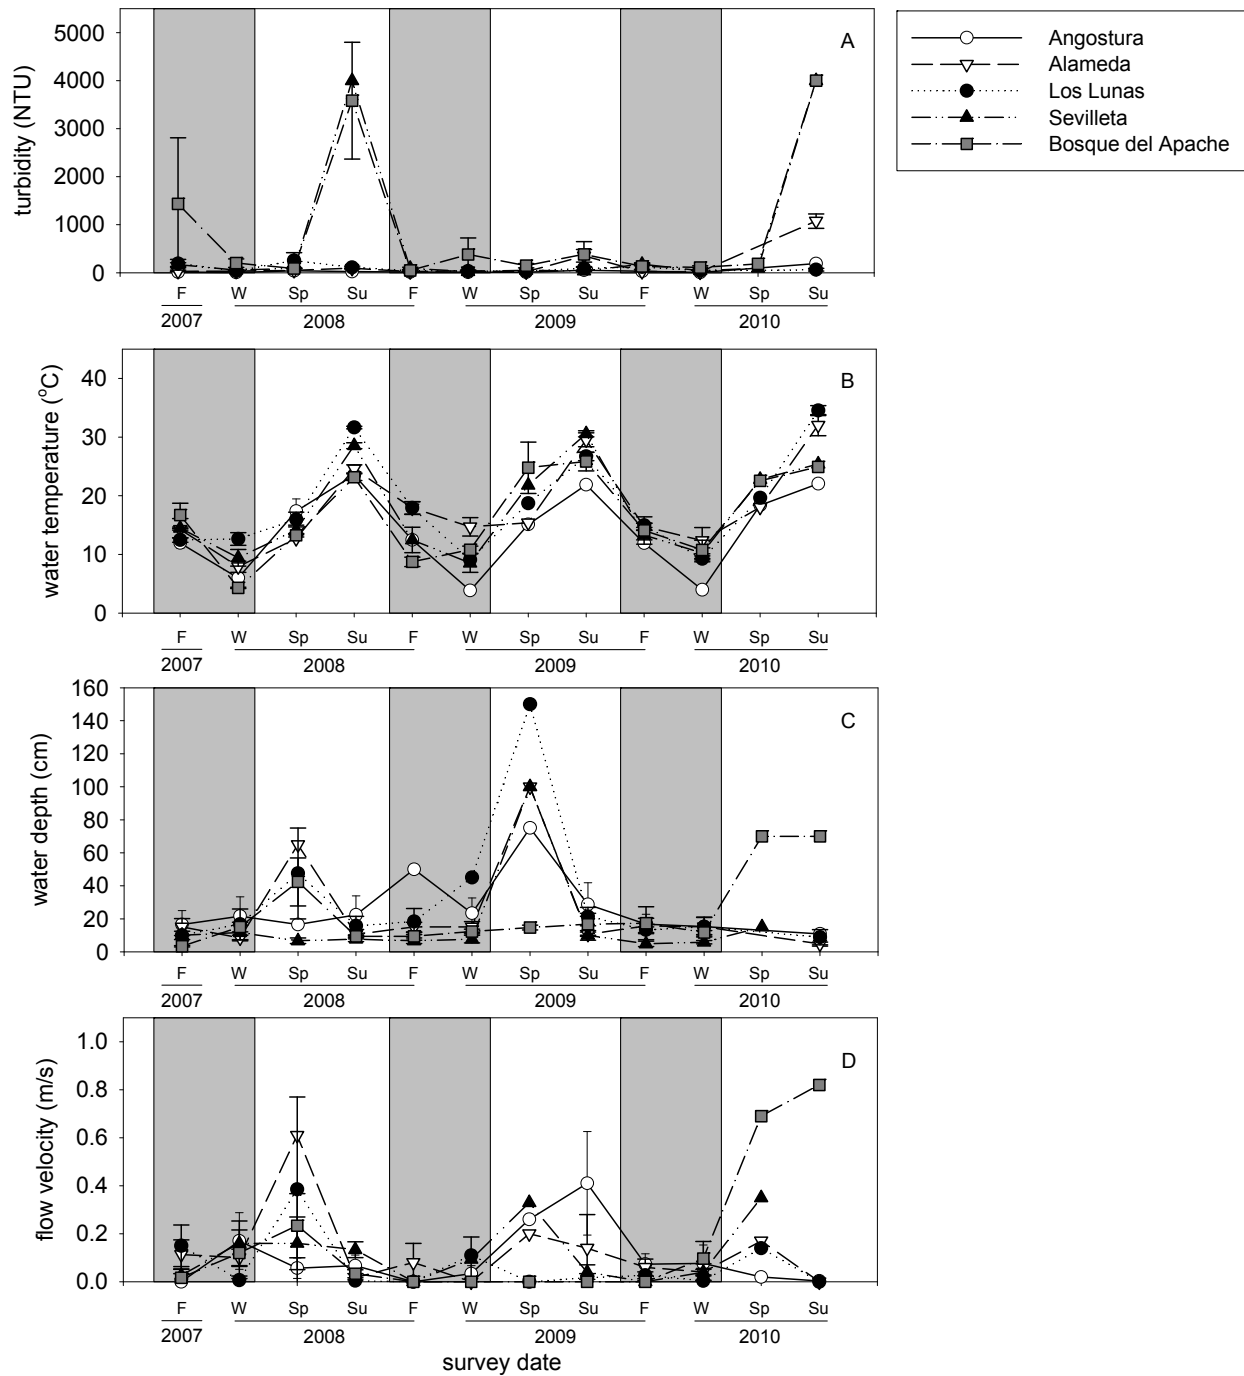 A
turbidity (NTU)
5000
4000
3000
2000
1000
0
F W Sp Su F W Sp Su F W Sp Su
2007 2008 2009 2010
Angostura
Alameda
Los Lunas
Sevilleta
Bosque del Apache
B
water temperature (°C)
40
30
20
10
0
F W Sp Su F W Sp Su F W Sp Su
2007 2008 2009 2010
C
water depth (cm)
160
140
120
100
80
60
40
20
0
F W Sp Su F W Sp Su F W Sp Su
2007 2008 2009 2010
D
flow velocity (m/s)
1.0
0.8
0.6
0.4
0.2
0.0
F W Sp Su F W Sp Su F W Sp Su
2007 2008 2009 2010
survey date